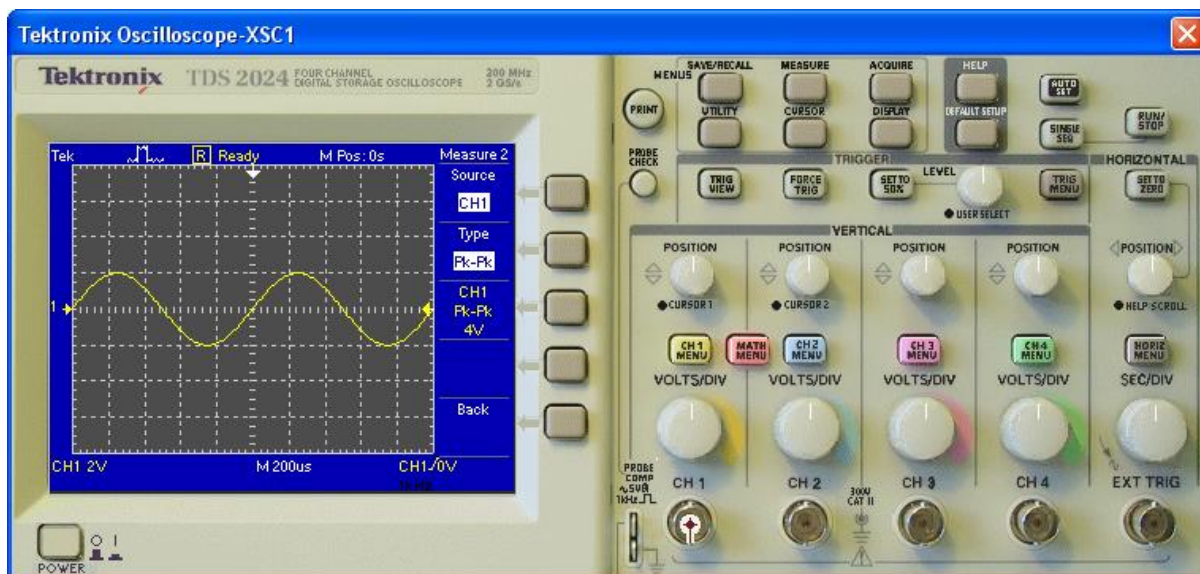 Tektronix Oscilloscope-XSC1
Tektronix TDS 2024 FOUR CHANNEL
DIGITAL STORAGE OSCILLOSCOPE
200 MHz
2 GS/s
Tek R Ready M Pos: 0s Measure 2
Source
CH1
Type
Pk-Pk
CH1
Pk-Pk
4V
Back
1
CH1 2V M 200us CH1 / 0V
POWER
O I
MENUS
SAVE/RECALL MEASURE ACQUIRE
UTILITY CURSOR DISPLAY
HELP
DEFAULT SETUP
AUTO
SET
SINGLE
SEQ
RUN/
STOP
PRINT
PROBE
CHECK
TRIGGER
TRIG
VIEW
FORCE
TRIG
SET TO
50%
LEVEL
USER SELECT
TRIG
MENU
HORIZONTAL
SET TO
ZERO
VERTICAL
POSITION POSITION POSITION POSITION POSITION
CURSOR 1 CURSOR 2 HELP SCROLL
CH 1
MENU
MATH
MENU
CH 2
MENU
CH 3
MENU
CH 4
MENU
HORIZ
MENU
VOLTS/DIV VOLTS/DIV VOLTS/DIV VOLTS/DIV SEC/DIV
PROBE
COMP
~5V@
1kHz
CH 1 CH 2 CH 3 CH 4 EXT TRIG
300V
CAT II